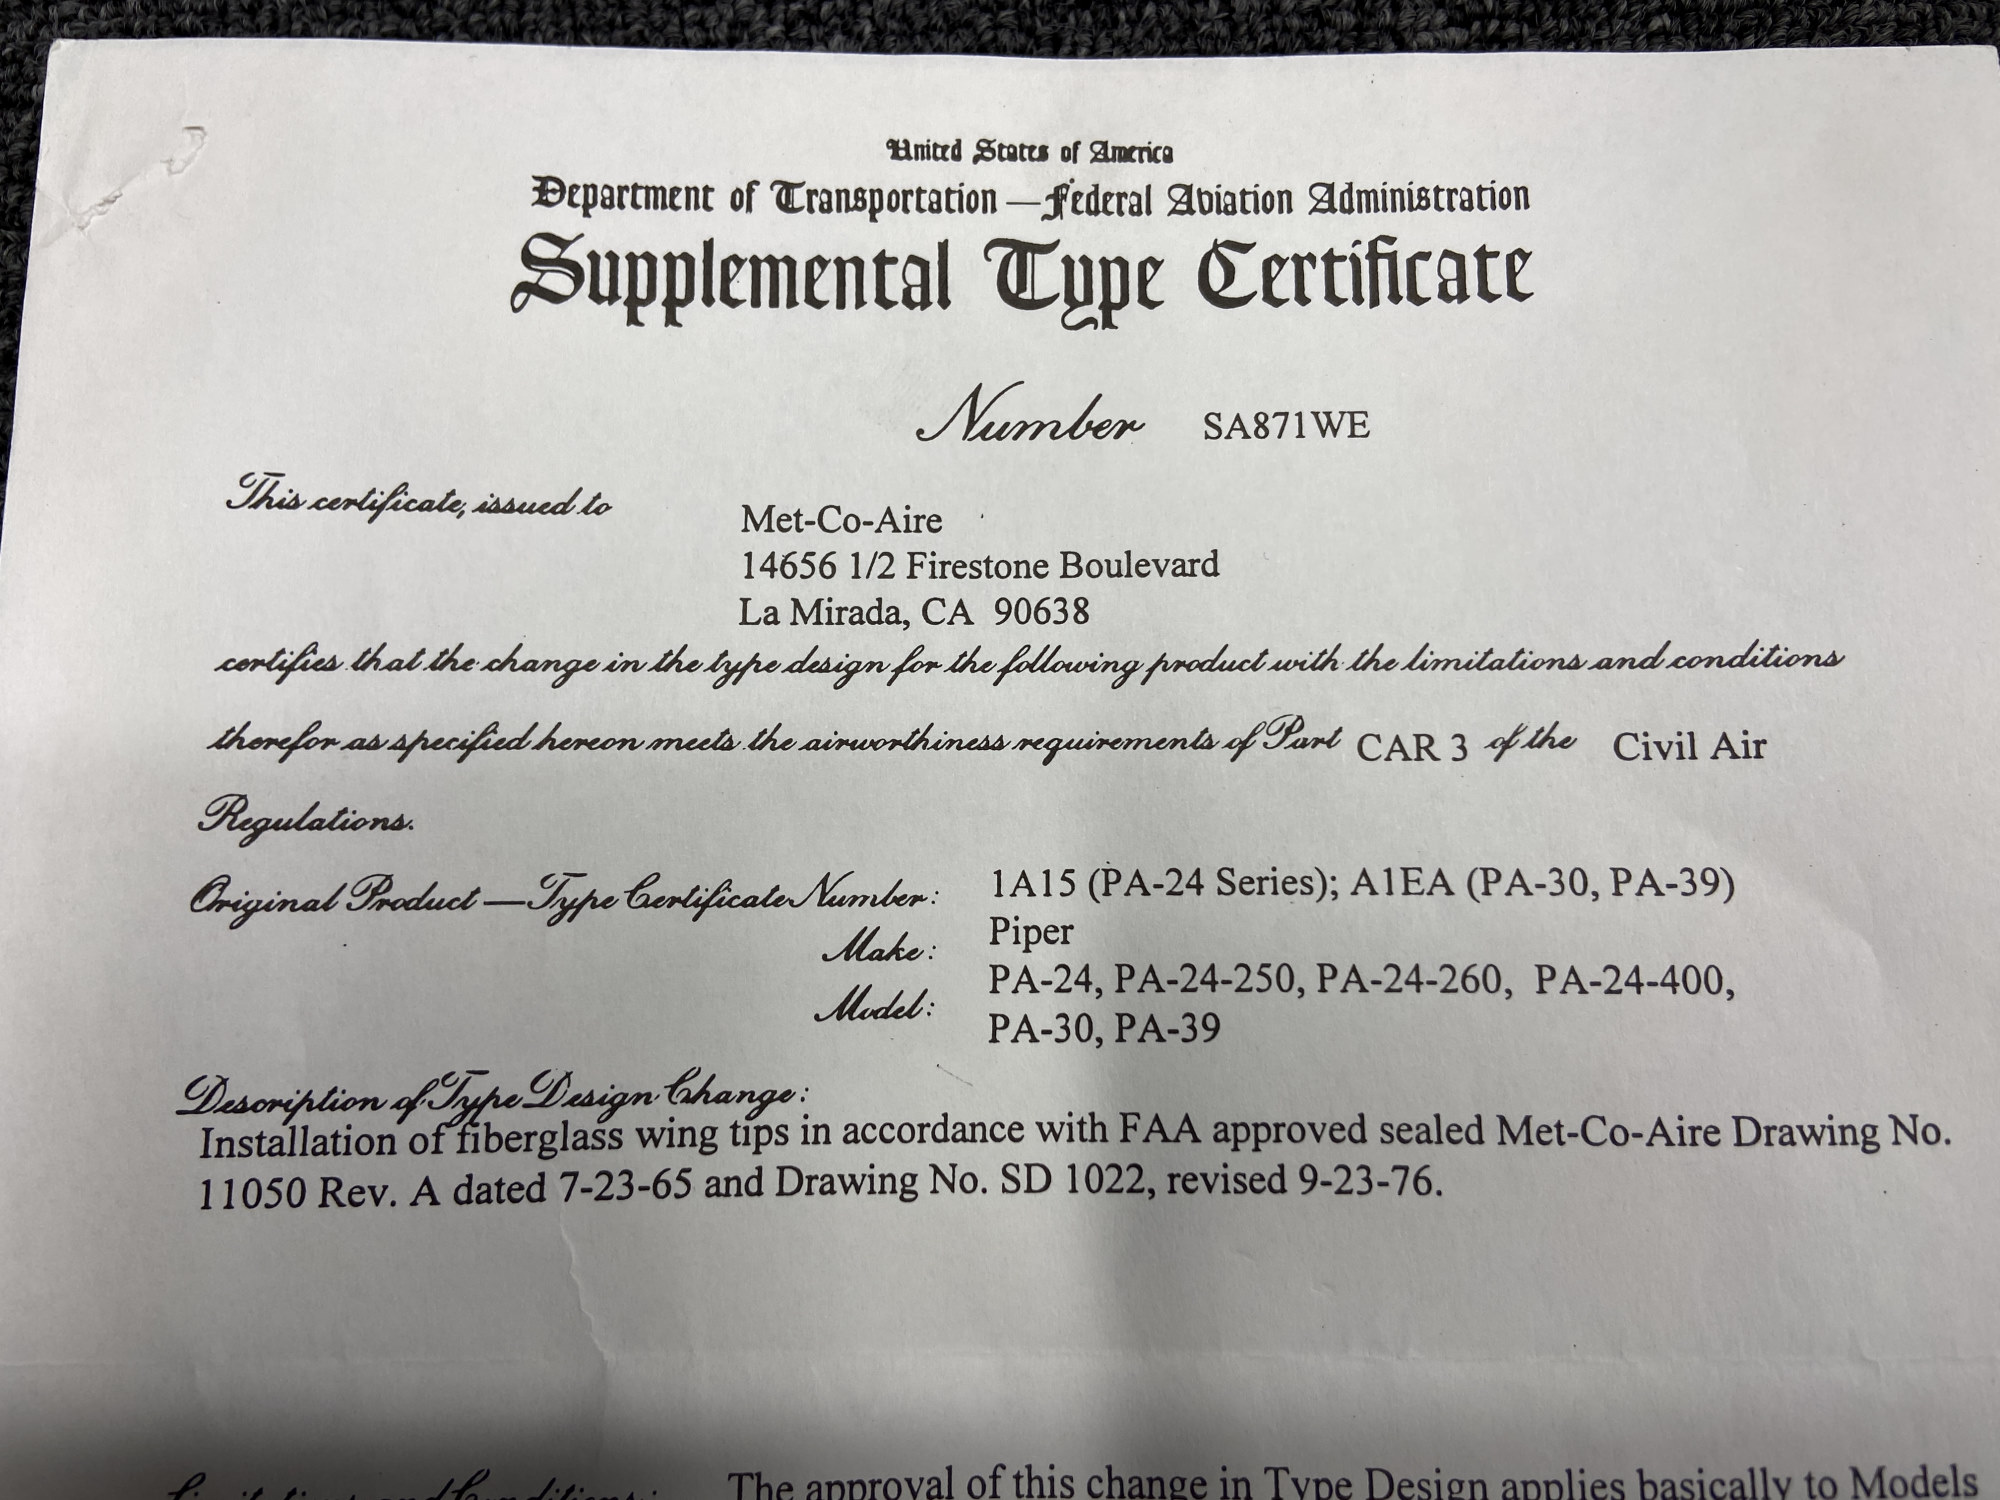 United States of America
Department of Transportation — Federal Aviation Administration
Supplemental Type Certificate
Number SA871WE
This certificate, issued to
Met-Co-Aire
14656 1/2 Firestone Boulevard
La Mirada, CA 90638
certifies that the change in the type design for the following product with the limitations and conditions
therefor as specified hereon meets the airworthiness requirements of Part CAR 3 of the Civil Air
Regulations.
Original Product — Type Certificate Number: 1A15 (PA-24 Series); A1EA (PA-30, PA-39)
Make: Piper
Model: PA-24, PA-24-250, PA-24-260, PA-24-400,
PA-30, PA-39
Description of Type Design Change:
Installation of fiberglass wing tips in accordance with FAA approved sealed Met-Co-Aire Drawing No.
11050 Rev. A dated 7-23-65 and Drawing No. SD 1022, revised 9-23-76.
Limitations and Conditions: The approval of this change in Type Design applies basically to Models